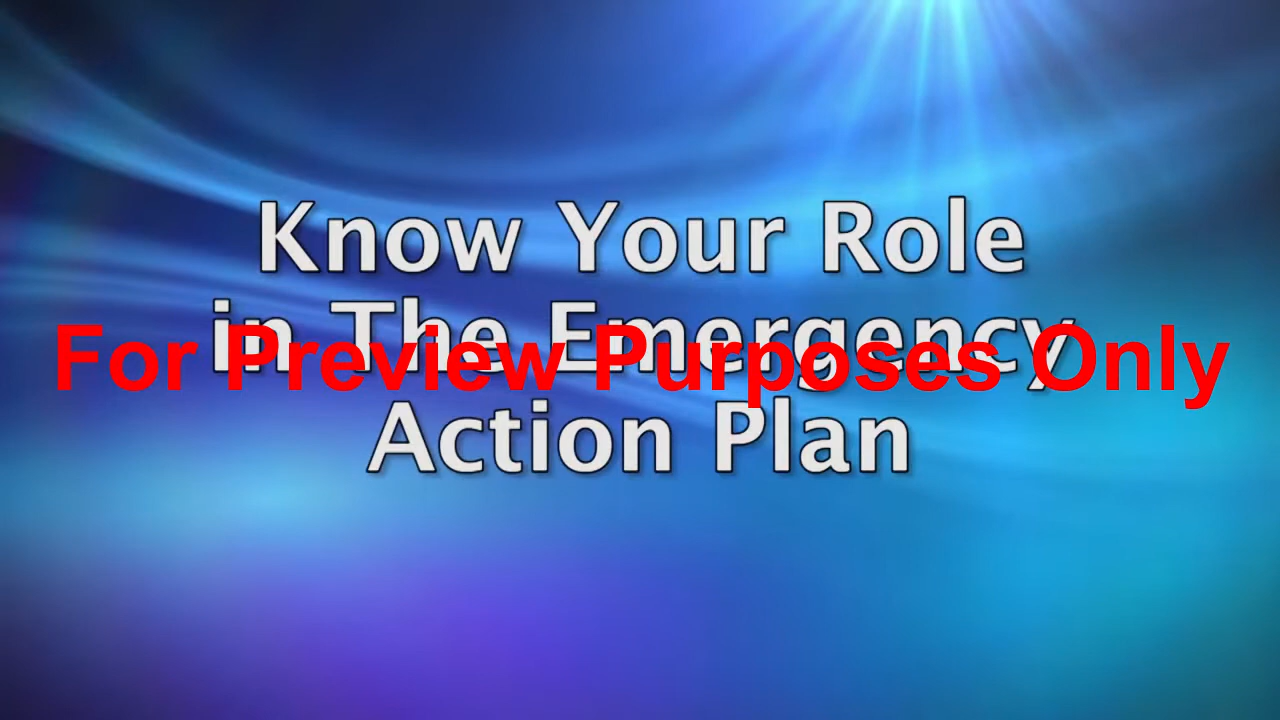 Know Your Role
in The Emergency
For Preview Purposes Only
Action Plan